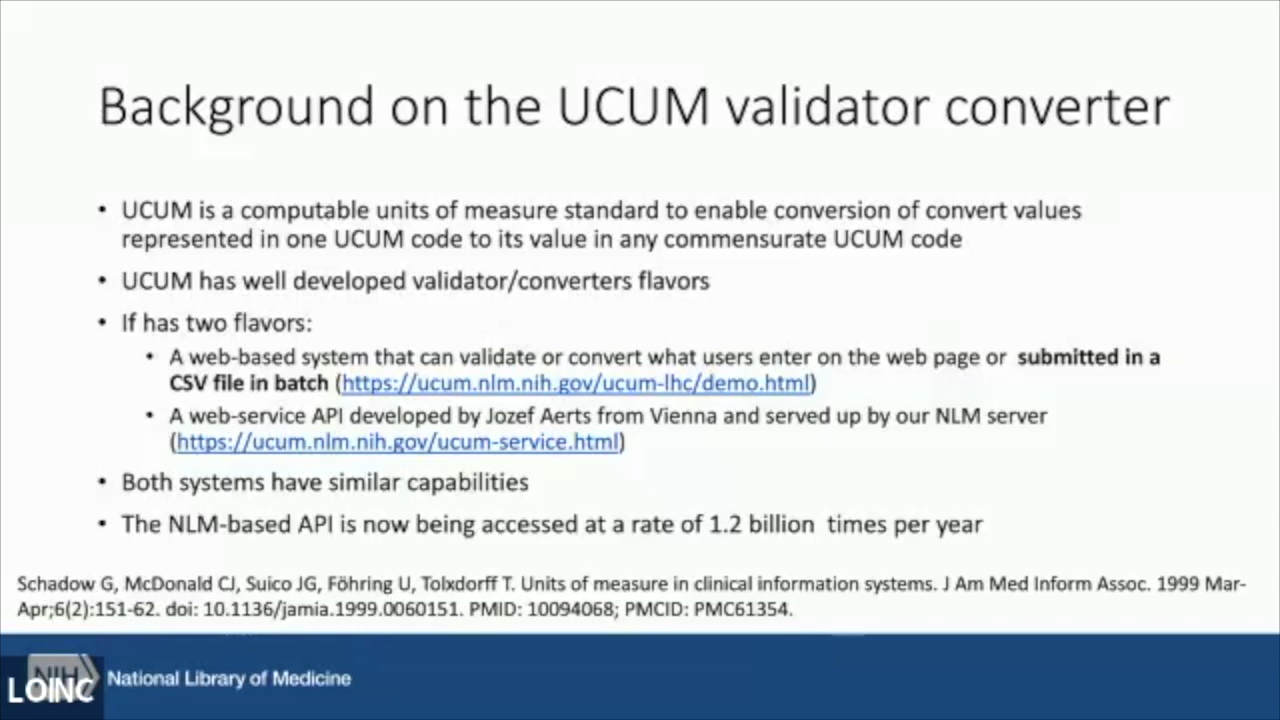 Background on the UCUM validator converter
• UCUM is a computable units of measure standard to enable conversion of convert values
represented in one UCUM code to its value in any commensurate UCUM code
• UCUM has well developed validator/converters flavors
• If has two flavors:
• A web-based system that can validate or convert what users enter on the web page or submitted in a
CSV file in batch (https://ucum.nlm.nih.gov/ucum-lhc/demo.html)
• A web-service API developed by Jozef Aerts from Vienna and served up by our NLM server
(https://ucum.nlm.nih.gov/ucum-service.html)
• Both systems have similar capabilities
• The NLM-based API is now being accessed at a rate of 1.2 billion times per year
Schadow G, McDonald CJ, Suico JG, Föhring U, Tolxdorff T. Units of measure in clinical information systems. J Am Med Inform Assoc. 1999 Mar-
Apr;6(2):151-62. doi: 10.1136/jamia.1999.0060151. PMID: 10094068; PMCID: PMC61354.
NIH National Library of Medicine
LOINC